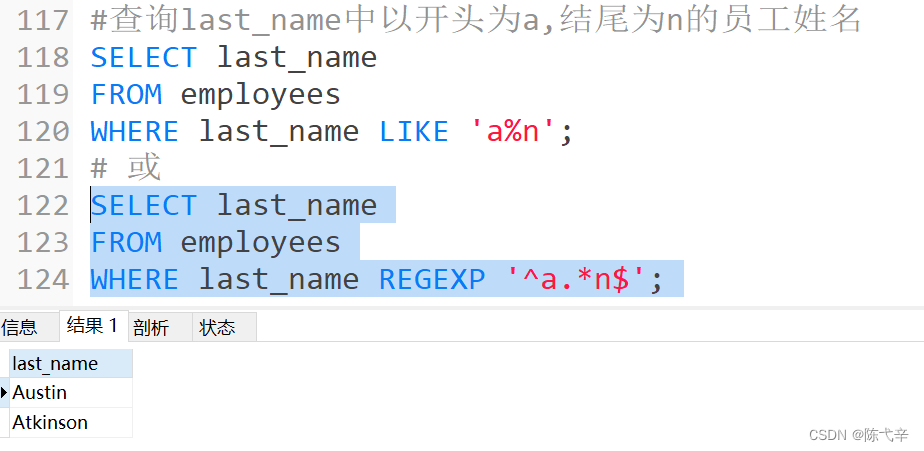 117 #查询last_name中以开头为a,结尾为n的员工姓名
118 SELECT last_name
119 FROM employees
120 WHERE last_name LIKE 'a%n';
121 # 或
122 SELECT last_name
123 FROM employees
124 WHERE last_name REGEXP '^a.*n$';
信息 结果 1 剖析 状态
last_name
Austin
Atkinson
CSDN @陈弋辛